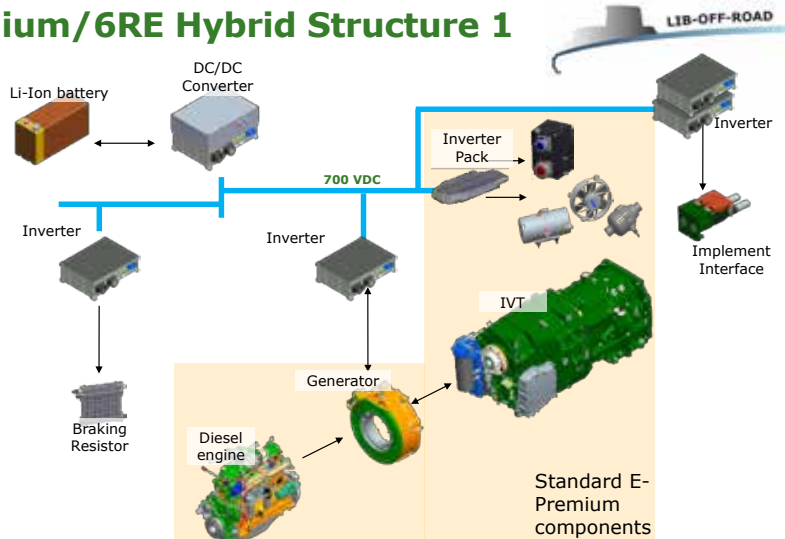 ium/6RE Hybrid Structure 1
LIB-OFF-ROAD
DC/DC
Converter
Li-Ion battery
Inverter
Inverter
Pack
700 VDC
Inverter
Inverter
Implement
Interface
IVT
Generator
Braking
Resistor
Diesel
engine
Standard E-
Premium
components